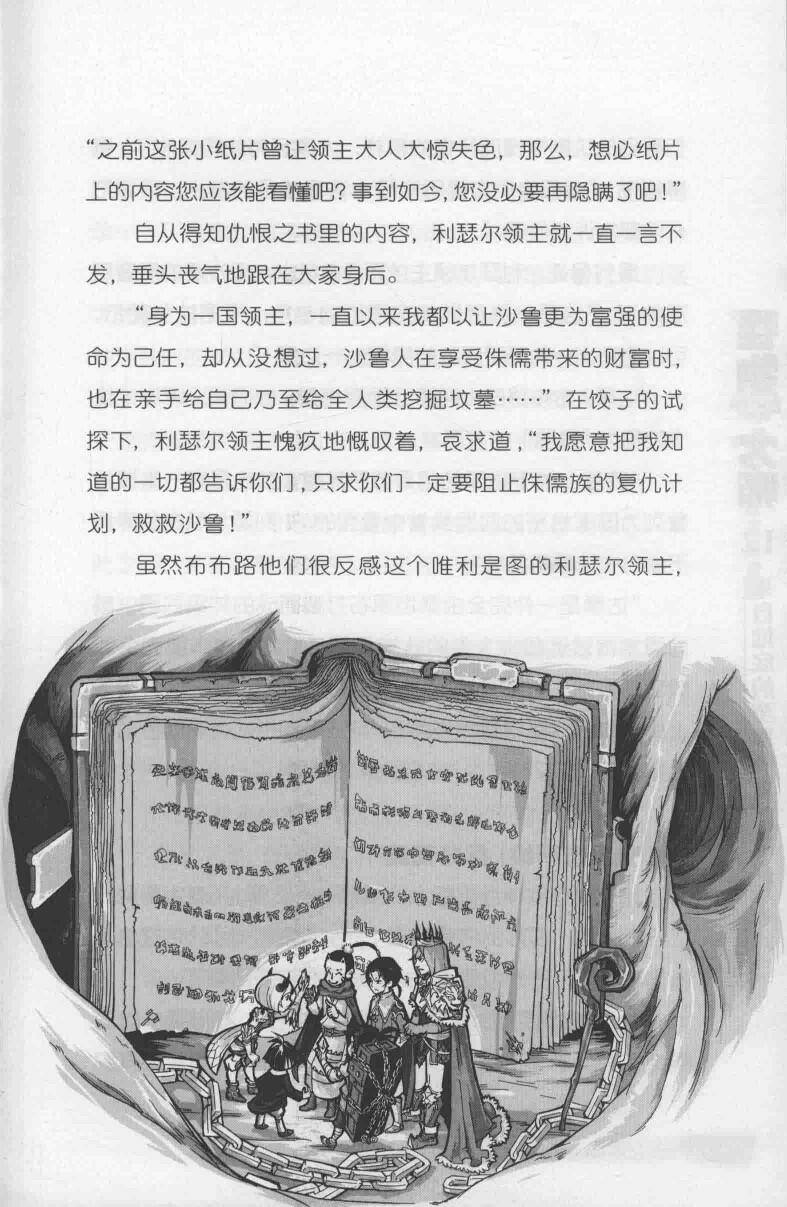 “之前这张小纸片曾让领主大人大惊失色，那么，想必纸片
上的内容您应该能看懂吧？事到如今，您没必要再隐瞒了吧！”
自从得知仇恨之书里的内容，利瑟尔领主就一直一言不
发，垂头丧气地跟在大家身后。
“身为一国领主，一直以来我都以让沙鲁更为富强的使
命为己任，却从没想过，沙鲁人在享受侏儒带来的财富时，
也在亲手给自己乃至给全人类挖掘坟墓……”在饺子的试
探下，利瑟尔领主愧疚地慨叹着，哀求道，“我愿意把我知
道的一切都告诉你们，只求你们一定要阻止侏儒族的复仇计
划，救救沙鲁！”
虽然布布路他们很反感这个唯利是图的利瑟尔领主，